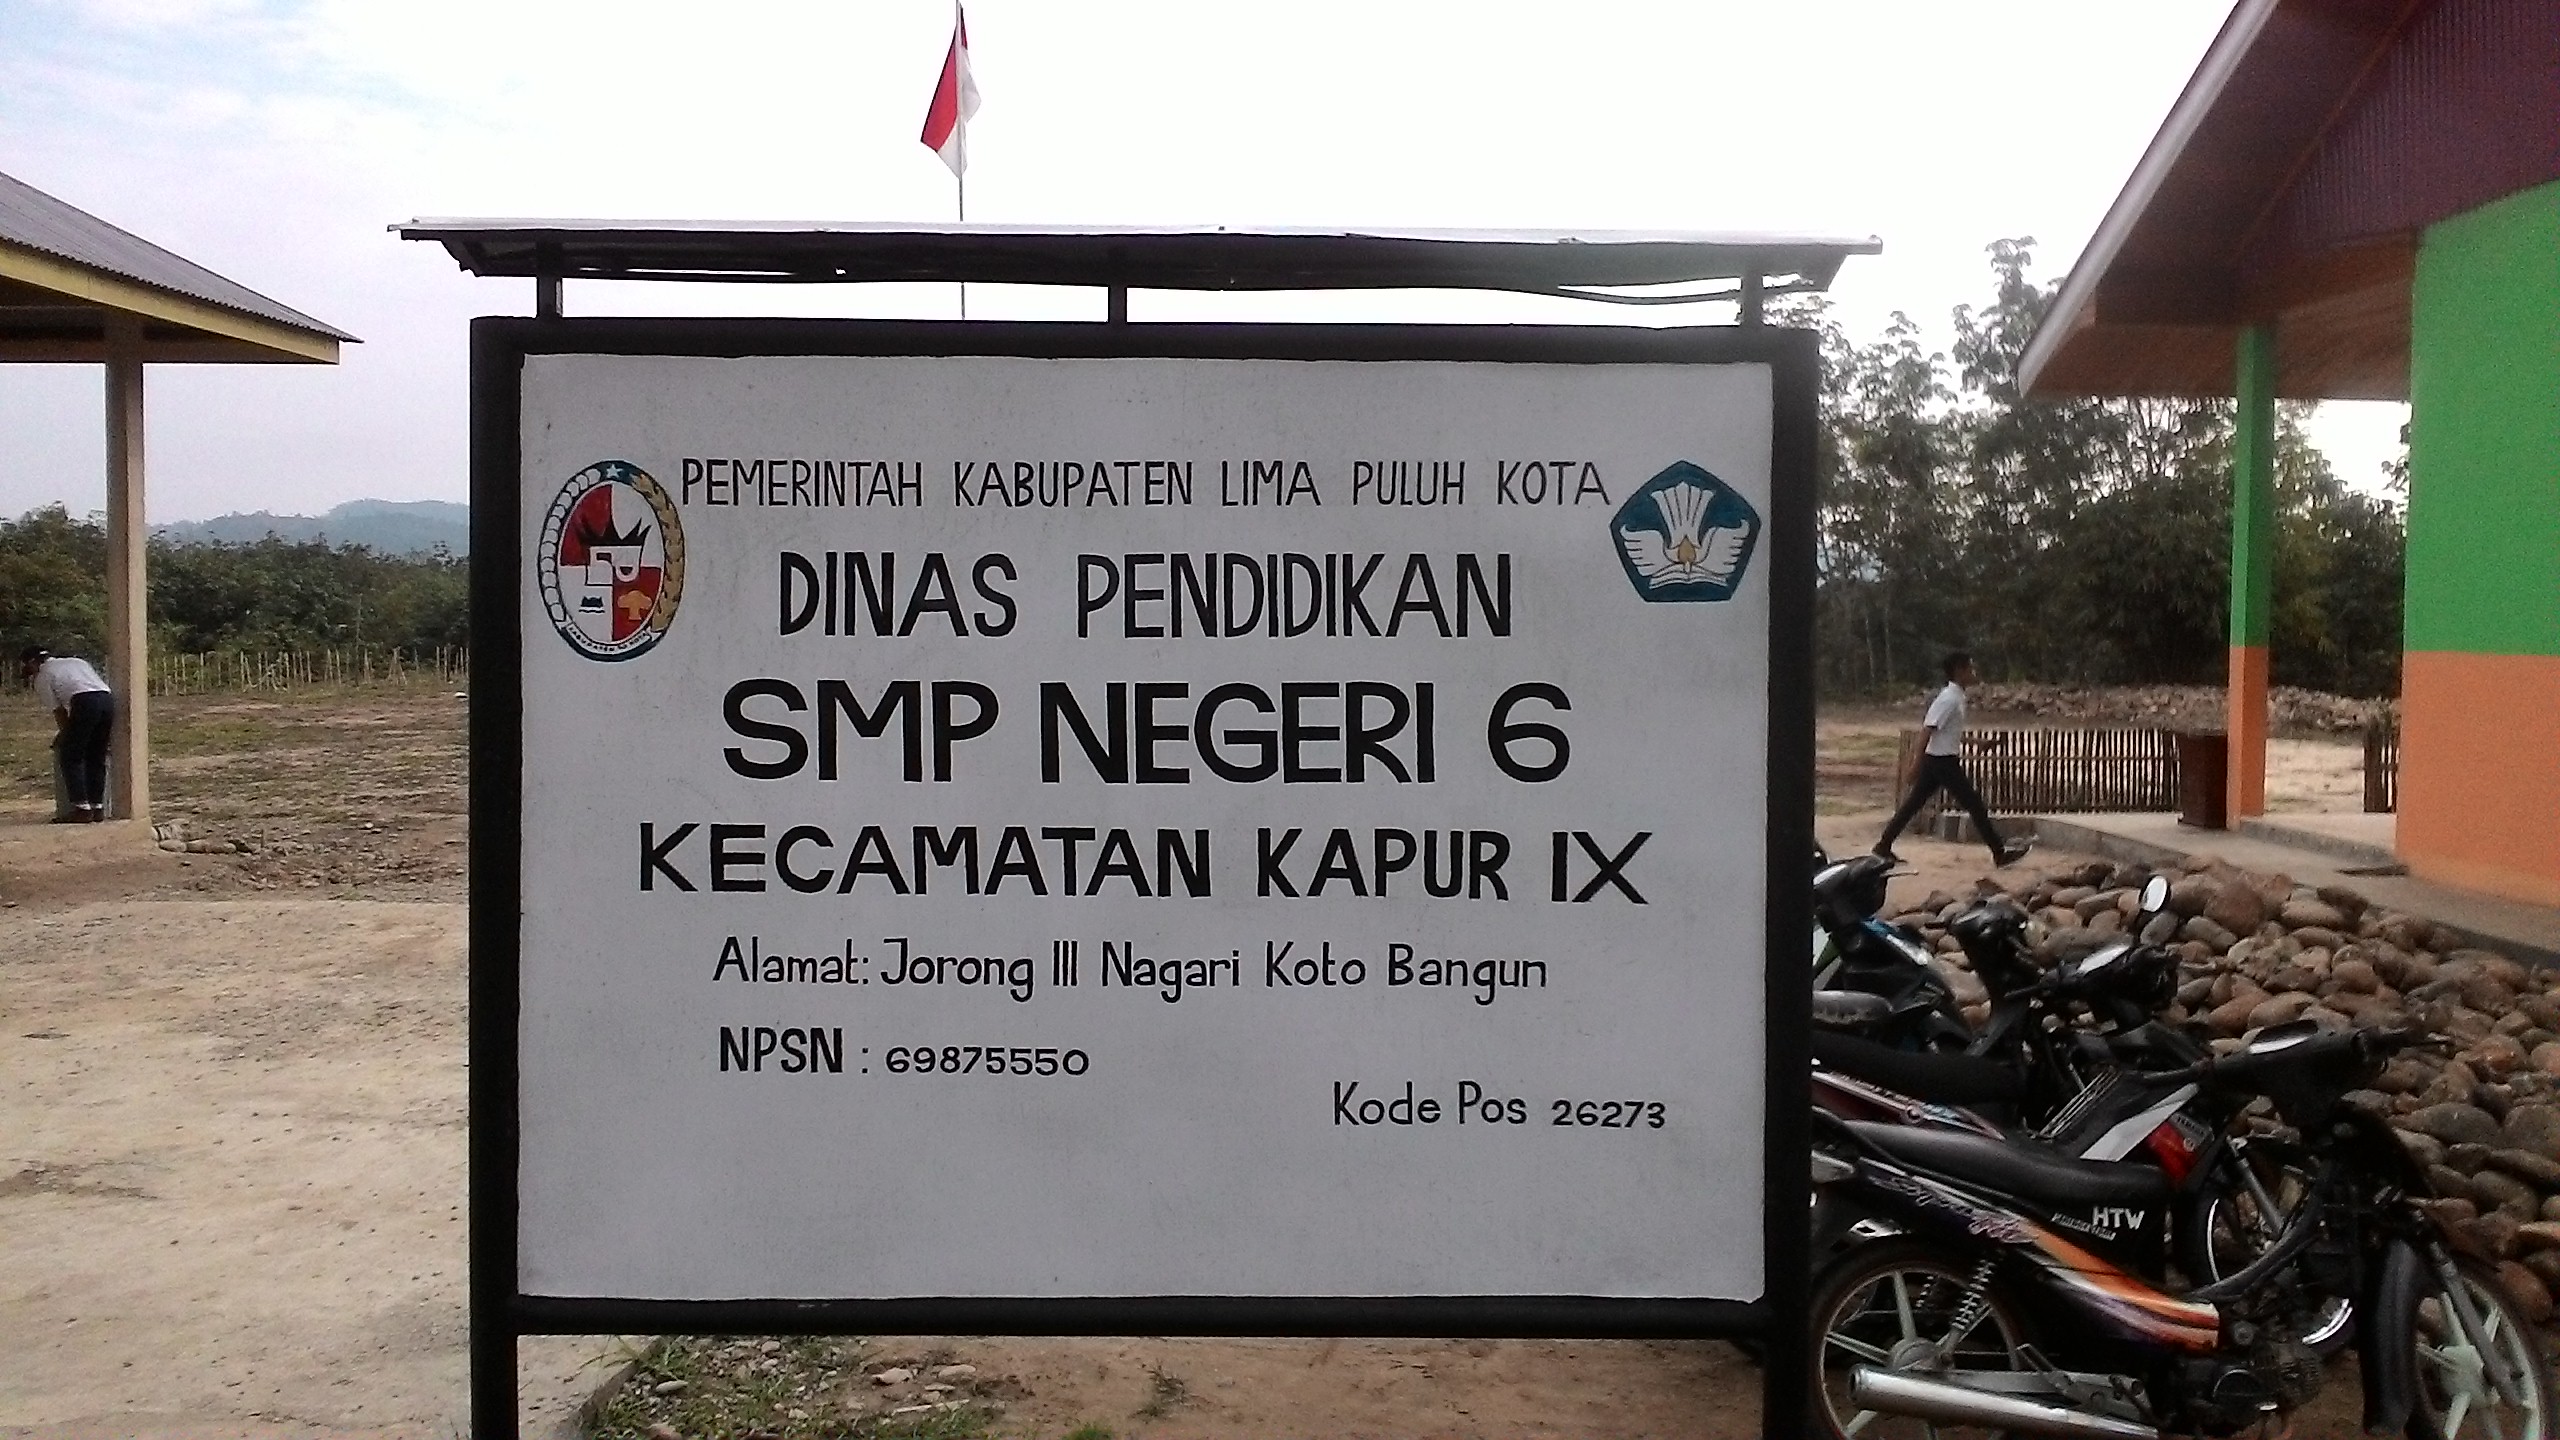 PEMERINTAH KABUPATEN LIMA PULUH KOTA
DINAS PENDIDIKAN
SMP NEGERI 6
KECAMATAN KAPUR IX
Alamat: Jorong III Nagari Koto Bangun
NPSN : 69875550
Kode Pos 26273
HTW